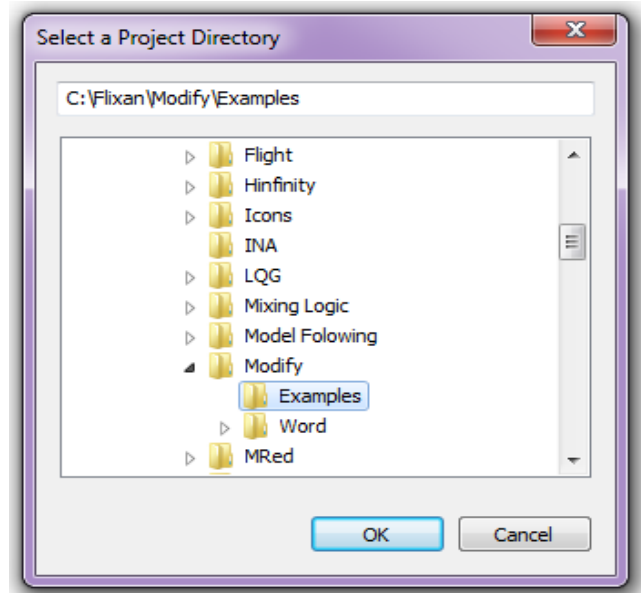 Select a Project Directory
C:\Flixan\Modify\Examples
Flight
Hinfinity
Icons
INA
LQG
Mixing Logic
Model Folowing
Modify
Examples
Word
MRed
OK
Cancel